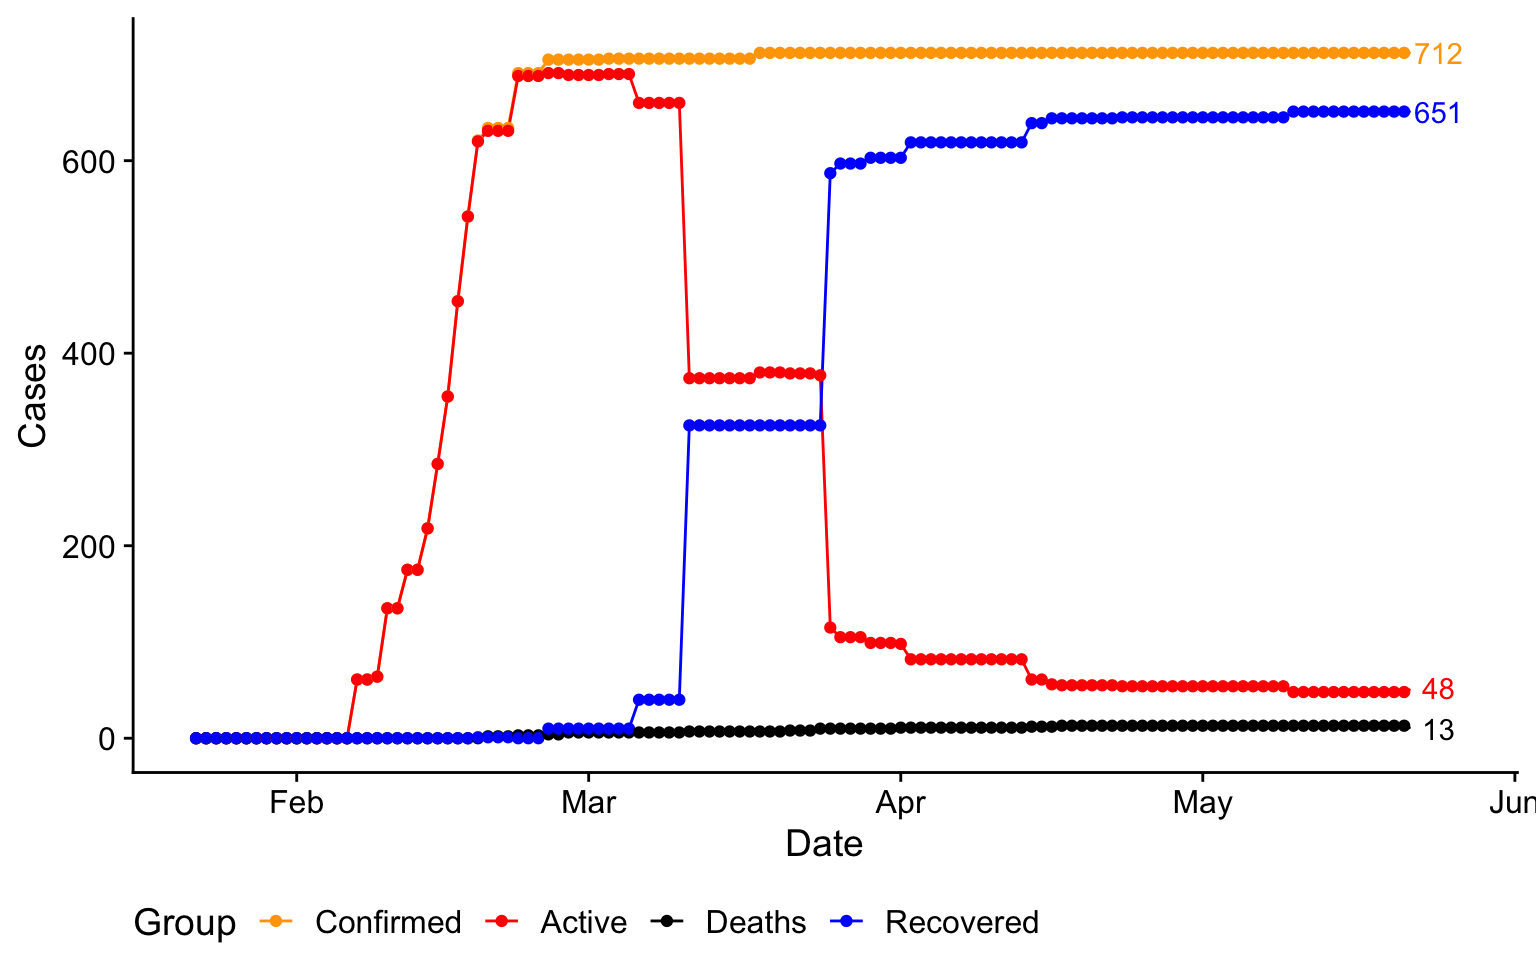 712
651
600
400
200
0
48
13
Cases
Feb Mar Apr May Jun
Date
Group Confirmed Active Deaths Recovered